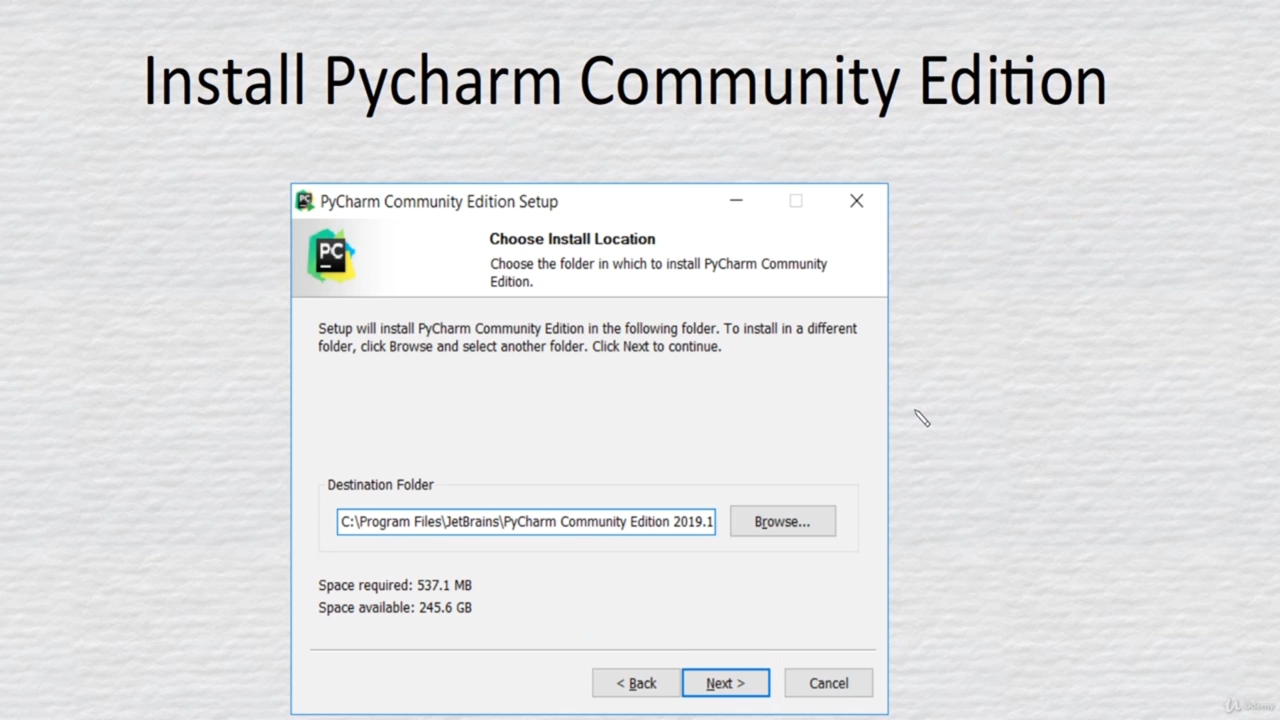 Install Pycharm Community Edition
PyCharm Community Edition Setup
PC
PC
Choose Install Location
Choose the folder in which to install PyCharm Community
Edition.
Setup will install PyCharm Community Edition in the following folder. To install in a different
folder, click Browse and select another folder. Click Next to continue.
Destination Folder
C:\Program Files\JetBrains\PyCharm Community Edition 2019.1
Browse...
Space required: 537.1 MB
Space available: 245.6 GB
< Back
Next >
Cancel
Udemy